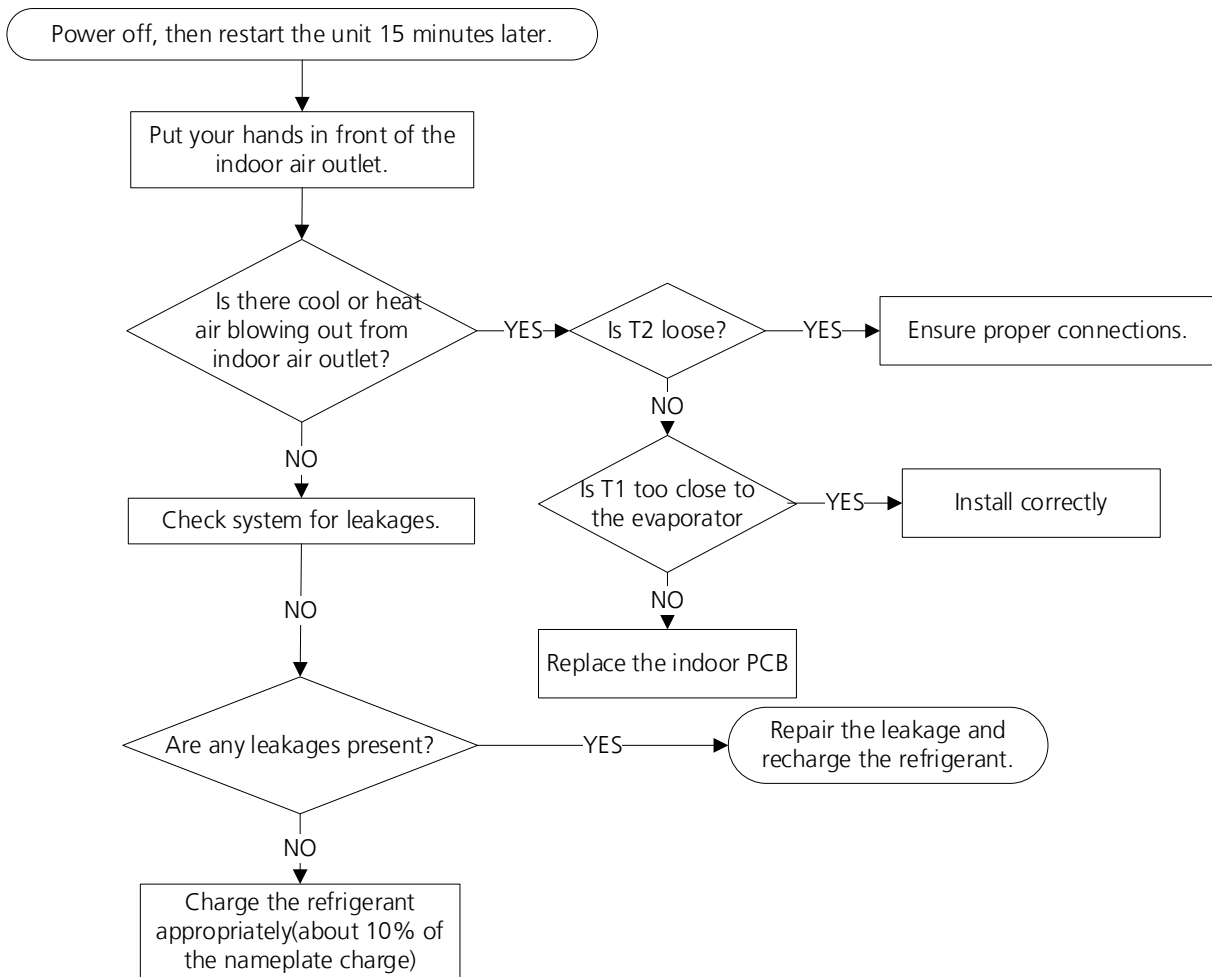 Power off, then restart the unit 15 minutes later.
Put your hands in front of the
indoor air outlet.
Is there cool or heat
air blowing out from
indoor air outlet?
YES
Is T2 loose?
YES
Ensure proper connections.
NO
NO
Is T1 too close to
the evaporator
YES
Install correctly
Check system for leakages.
NO
NO
Replace the indoor PCB
Are any leakages present?
YES
Repair the leakage and
recharge the refrigerant.
NO
Charge the refrigerant
appropriately(about 10% of
the nameplate charge)